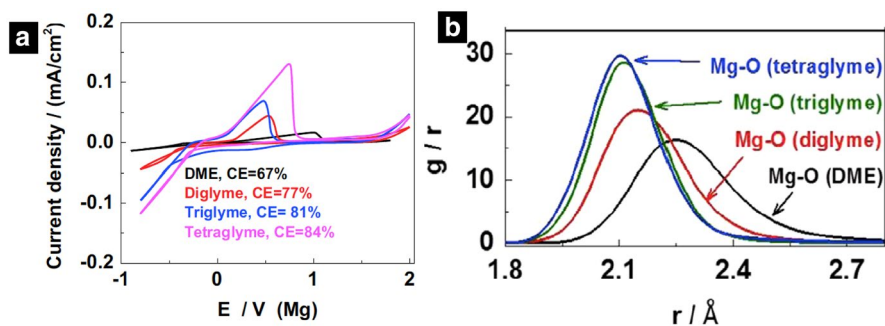 a
Current density / (mA/cm²)
0.2
0.1
0.0
-0.1
-0.2
DME, CE=67%
Diglyme, CE=77%
Triglyme, CE= 81%
Tetraglyme, CE=84%
-1
0
1
2
E / V (Mg)
b
g / r
30
20
10
0
Mg-O (tetraglyme)
Mg-O (triglyme)
Mg-O (diglyme)
Mg-O (DME)
1.8
2.1
2.4
2.7
r / Å